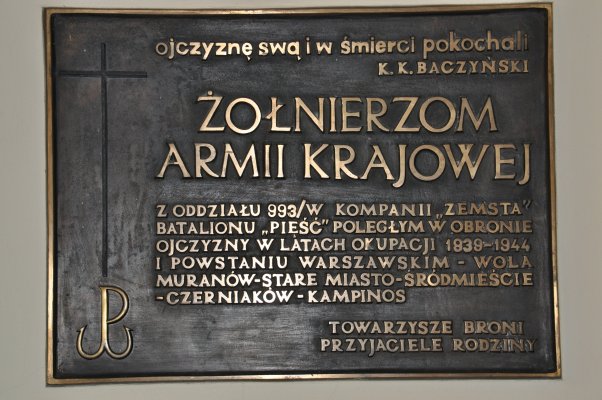 ojczyznę swą i w śmierci pokochali
K. K. BACZYŃSKI
ŻOŁNIERZOM
ARMII KRAJOWEJ
Z ODDZIAŁU 993/W KOMPANII „ZEMSTA”
BATALIONU „PIĘŚĆ” POLEGŁYM W OBRONIE
OJCZYZNY W LATACH OKUPACJI 1939-1944
I POWSTANIU WARSZAWSKIM - WOLA
MURANÓW-STARE MIASTO-ŚRÓDMIEŚCIE
-CZERNIAKÓW-KAMPINOS
TOWARZYSZE BRONI
PRZYJACIELE RODZINY